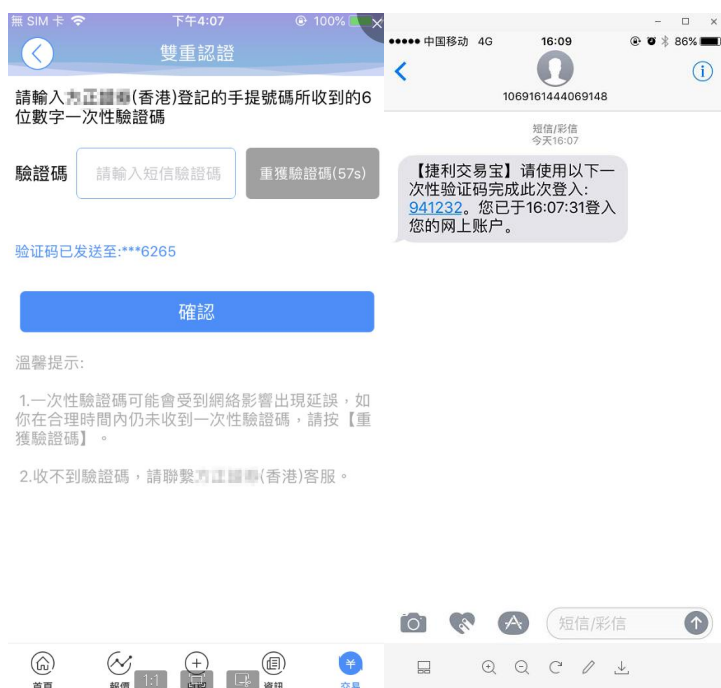 無 SIM 卡
下午4:07
100%
雙重認證
請輸入(香港)登記的手提號碼所收到的6
位數字一次性驗證碼
驗證碼
請輸入短信驗證碼
重獲驗證碼(57s)
验证码已发送至:***6265
確認
溫馨提示:
1.一次性驗證碼可能會受到網絡影響出現延誤，如
你在合理時間內仍未收到一次性驗證碼，請按【重
獲驗證碼】。
2.收不到驗證碼，請聯繫(香港)客服。
首頁
報價
1:1
資訊
交易
中国移动 4G
16:09
86%
1069161444069148
短信/彩信
今天16:07
【捷利交易宝】请使用以下一
次性验证码完成此次登入:
941232。您已于16:07:31登入
您的网上账户。
短信/彩信